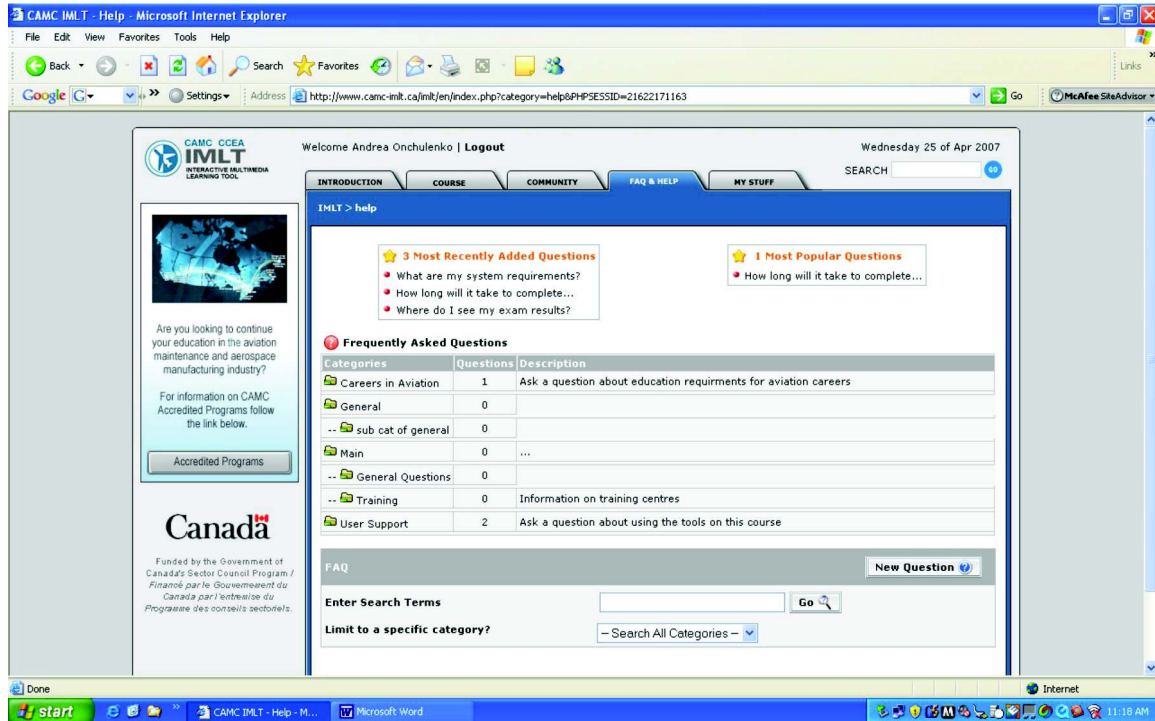 CAMC IMLT - Help - Microsoft Internet Explorer
File Edit View Favorites Tools Help
Back Search Favorites
Links
Google Settings Address http://www.camc-imlt.ca/imlt/en/index.php?category=help&PHPSESSID=21622171163 Go McAfee SiteAdvisor
CAMC CCEA
IMLT
INTERACTIVE MULTIMEDIA
LEARNING TOOL
Welcome Andrea Onchulenko | Logout
Wednesday 25 of Apr 2007
SEARCH GO
INTRODUCTION COURSE COMMUNITY FAQ & HELP MY STUFF
IMLT > help
Are you looking to continue
your education in the aviation
maintenance and aerospace
manufacturing industry?
For information on CAMC
Accredited Programs follow
the link below.
Accredited Programs
Canada
Funded by the Government of
Canada's Sector Council Program /
Financé par le Gouvernement du
Canada par l'entremise du
Programme des conseils sectoriels.
3 Most Recently Added Questions
What are my system requirements?
How long will it take to complete...
Where do I see my exam results?
1 Most Popular Questions
How long will it take to complete...
Frequently Asked Questions
Categories Questions Description
Careers in Aviation 1 Ask a question about education requirments for aviation careers
General 0
-- sub cat of general 0
Main 0 ...
-- General Questions 0
-- Training 0 Information on training centres
User Support 2 Ask a question about using the tools on this course
FAQ New Question
Enter Search Terms Go
Limit to a specific category? -- Search All Categories --
Done Internet
start CAMC IMLT - Help - M... Microsoft Word 11:18 AM